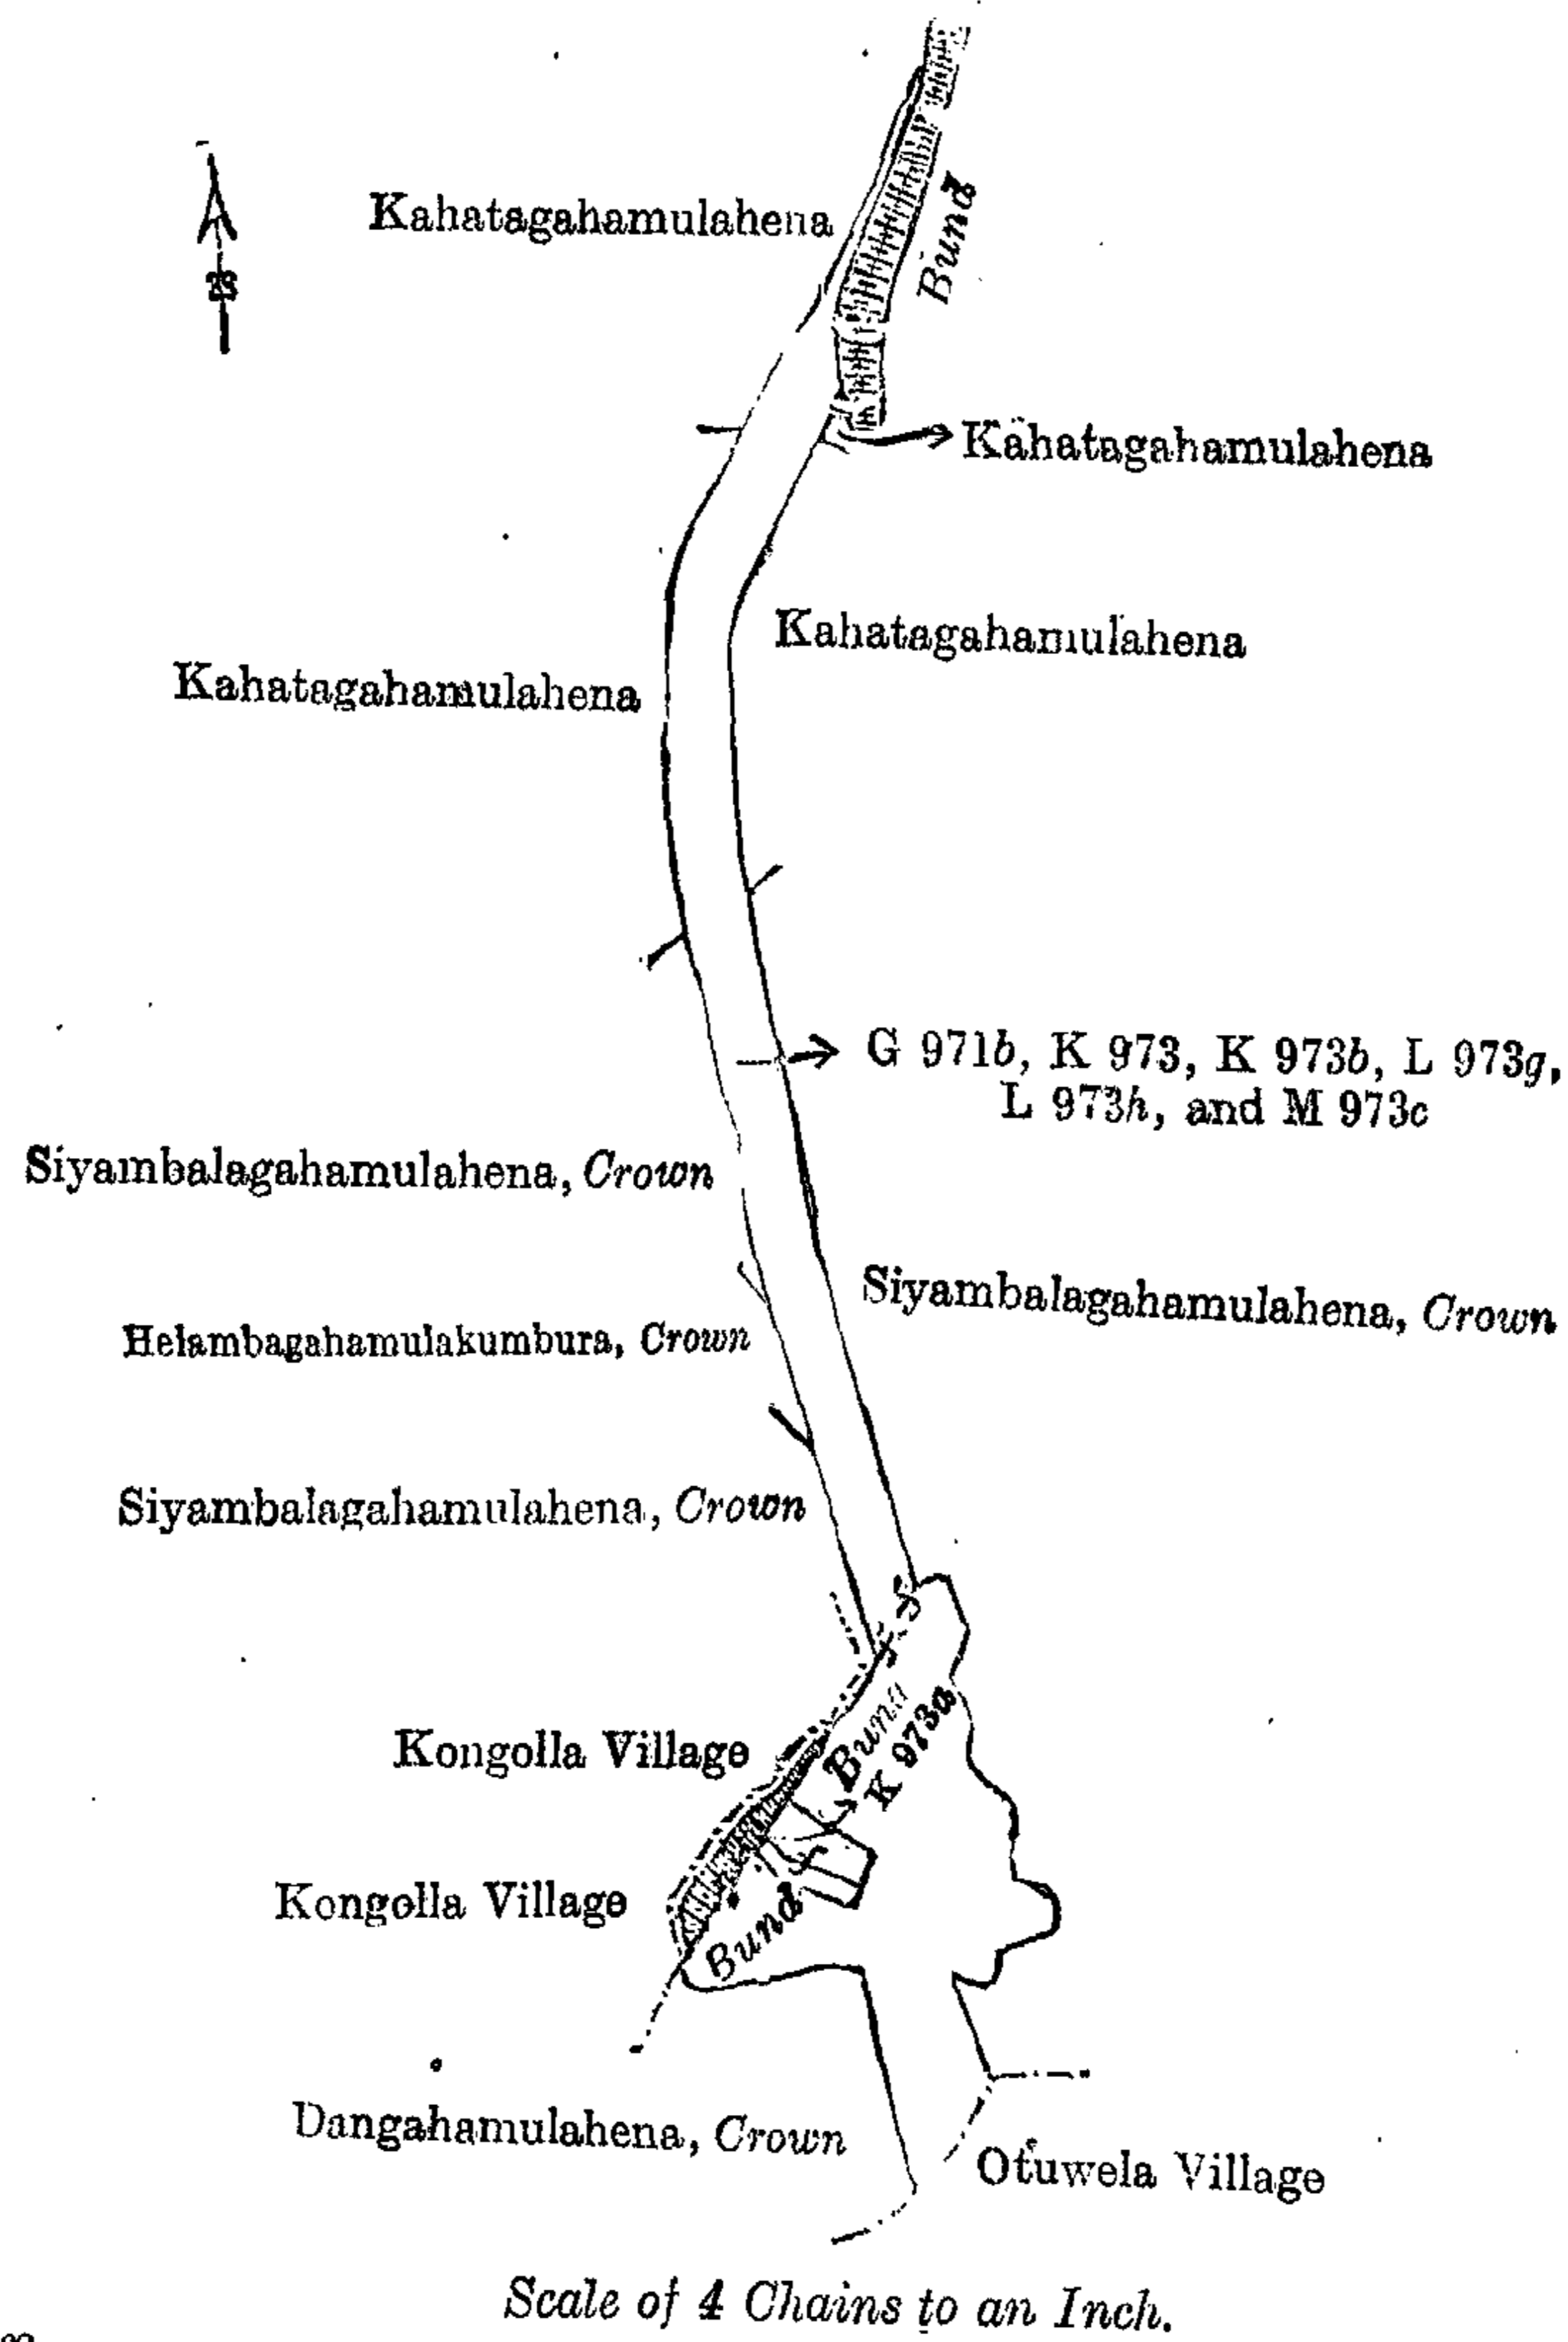 Kahatagahamulahena
Bund
Kahatagahamulahena
Kahatagahamulahena
Kahatagahamulahena
G 971b, K 973, K 973b, L 973g,
L 973h, and M 973c
Siyambalagahamulahena, Crown
Siyambalagahamulahena, Crown
Helambagahamulakumbura, Crown
Siyambalagahamulahena, Crown
Bund
K 973a
Kongolla Village
Kongolla Village
Bund
Dangahamulahena, Crown
Otuwela Village
Scale of 4 Chains to an Inch.